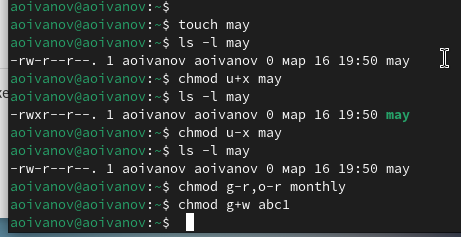 aoivanov@aoivanov:~$
aoivanov@aoivanov:~$ touch may
aoivanov@aoivanov:~$ ls -l may
-rw-r--r--. 1 aoivanov aoivanov 0 мар 16 19:50 may
aoivanov@aoivanov:~$ chmod u+x may
aoivanov@aoivanov:~$ ls -l may
-rwxr--r--. 1 aoivanov aoivanov 0 мар 16 19:50 may
aoivanov@aoivanov:~$ chmod u-x may
aoivanov@aoivanov:~$ ls -l may
-rw-r--r--. 1 aoivanov aoivanov 0 мар 16 19:50 may
aoivanov@aoivanov:~$ chmod g-r,o-r monthly
aoivanov@aoivanov:~$ chmod g+w abc1
aoivanov@aoivanov:~$